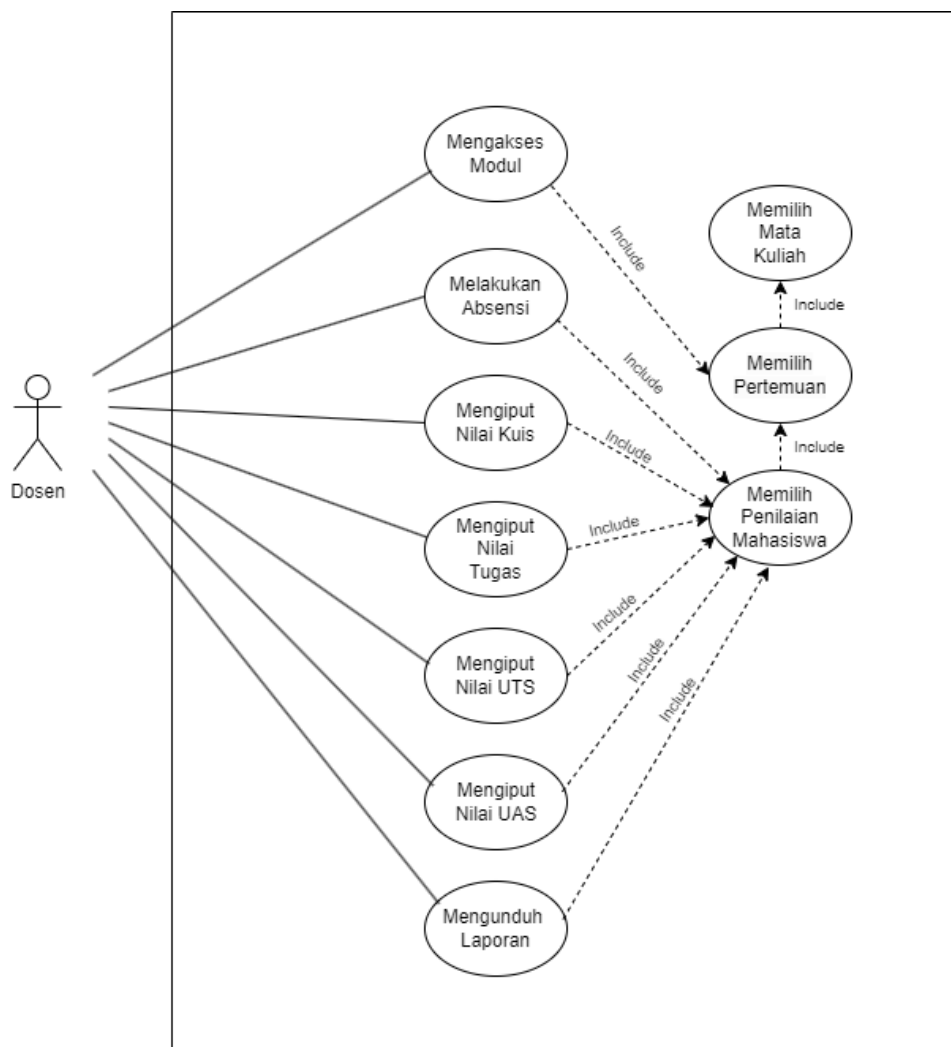 Mengakses
Modul
Include
Memilih
Mata
Kuliah
Include
Melakukan
Absensi
Include
Memilih
Pertemuan
Include
Dosen
Mengiput
Nilai Kuis
Include
Memilih
Penilaian
Mahasiswa
Mengiput
Nilai
Tugas
Include
Mengiput
Nilai UTS
Include
Mengiput
Nilai UAS
Include
Mengunduh
Laporan
Include